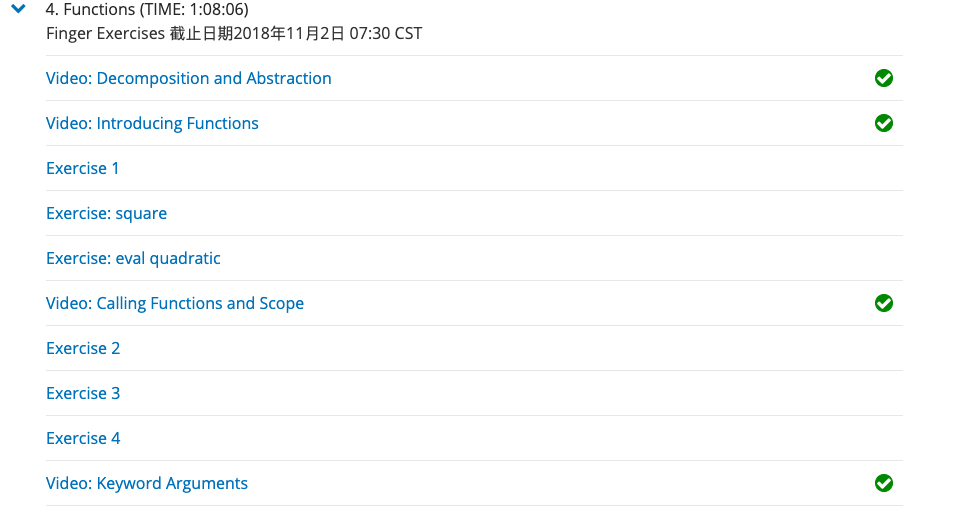 4. Functions (TIME: 1:08:06)
Finger Exercises 截止日期2018年11月2日 07:30 CST
Video: Decomposition and Abstraction
Video: Introducing Functions
Exercise 1
Exercise: square
Exercise: eval quadratic
Video: Calling Functions and Scope
Exercise 2
Exercise 3
Exercise 4
Video: Keyword Arguments